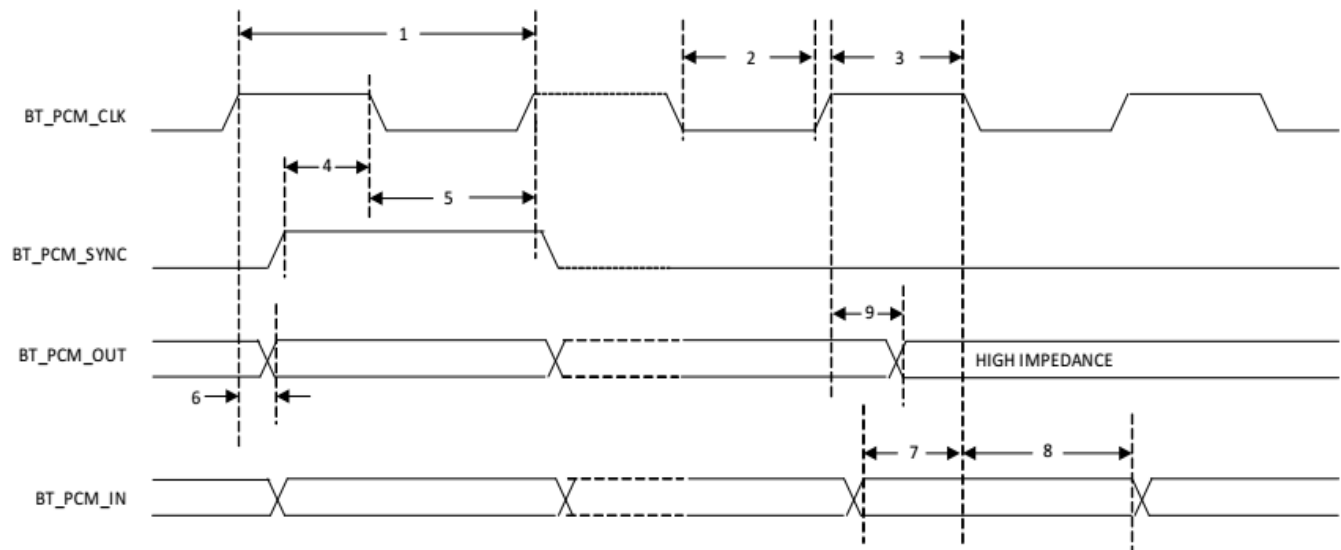 1
2
3
BT_PCM_CLK
4
5
BT_PCM_SYNC
9
BT_PCM_OUT
HIGH IMPEDANCE
6
7
8
BT_PCM_IN